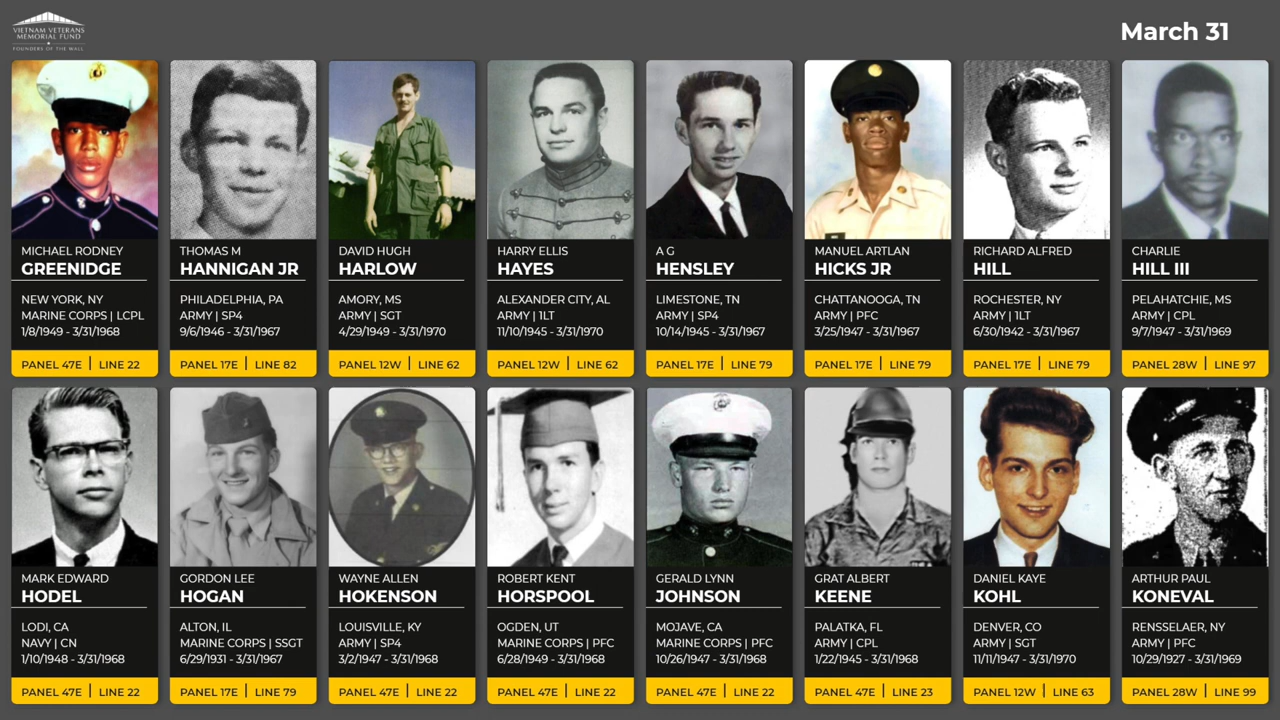 VIETNAM VETERANS
MEMORIAL FUND
FOUNDERS OF THE WALL
March 31
MICHAEL RODNEY
GREENIDGE
NEW YORK, NY
MARINE CORPS | LCPL
1/8/1949 - 3/31/1968
PANEL 47E | LINE 22
THOMAS M
HANNIGAN JR
PHILADELPHIA, PA
ARMY | SP4
9/6/1946 - 3/31/1967
PANEL 17E | LINE 82
DAVID HUGH
HARLOW
AMORY, MS
ARMY | SGT
4/29/1949 - 3/31/1970
PANEL 12W | LINE 62
HARRY ELLIS
HAYES
ALEXANDER CITY, AL
ARMY | 1LT
11/10/1945 - 3/31/1970
PANEL 12W | LINE 62
A G
HENSLEY
LIMESTONE, TN
ARMY | SP4
10/14/1945 - 3/31/1967
PANEL 17E | LINE 79
MANUEL ARTLAN
HICKS JR
CHATTANOOGA, TN
ARMY | PFC
3/25/1947 - 3/31/1967
PANEL 17E | LINE 79
RICHARD ALFRED
HILL
ROCHESTER, NY
ARMY | 1LT
6/30/1942 - 3/31/1967
PANEL 17E | LINE 79
CHARLIE
HILL III
PELAHATCHIE, MS
ARMY | CPL
9/7/1947 - 3/31/1969
PANEL 28W | LINE 97
MARK EDWARD
HODEL
LODI, CA
NAVY | CN
1/10/1948 - 3/31/1968
PANEL 47E | LINE 22
GORDON LEE
HOGAN
ALTON, IL
MARINE CORPS | SSGT
6/29/1931 - 3/31/1967
PANEL 17E | LINE 79
WAYNE ALLEN
HOKENSON
LOUISVILLE, KY
ARMY | SP4
3/2/1947 - 3/31/1968
PANEL 47E | LINE 22
ROBERT KENT
HORSPOOL
OGDEN, UT
MARINE CORPS | PFC
6/28/1949 - 3/31/1968
PANEL 47E | LINE 22
GERALD LYNN
JOHNSON
MOJAVE, CA
MARINE CORPS | PFC
10/26/1947 - 3/31/1968
PANEL 47E | LINE 22
GRAT ALBERT
KEENE
PALATKA, FL
ARMY | CPL
1/22/1945 - 3/31/1968
PANEL 47E | LINE 23
DANIEL KAYE
KOHL
DENVER, CO
ARMY | SGT
11/11/1947 - 3/31/1970
PANEL 12W | LINE 63
ARTHUR PAUL
KONEVAL
RENSSELAER, NY
ARMY | PFC
10/29/1927 - 3/31/1969
PANEL 28W | LINE 99